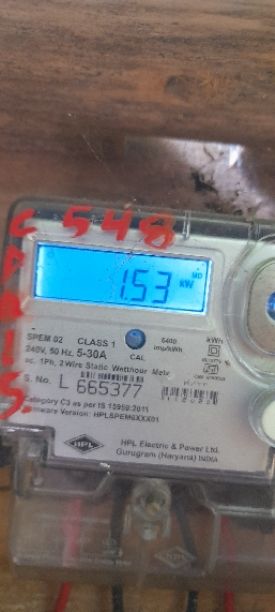 C 548
MD
1.53 kW
SPEM 02 CLASS 1
240V, 50 Hz, 5-30A
CAL
6400
imp/kWh
kWh
ac, 1Ph, 2 Wire Static Watthour Meter
S. No. L 665377
Category C3 as per IS 15959:2011
HPL
HPL Electric & Power Ltd.
Gurugram (Haryana) INDIA